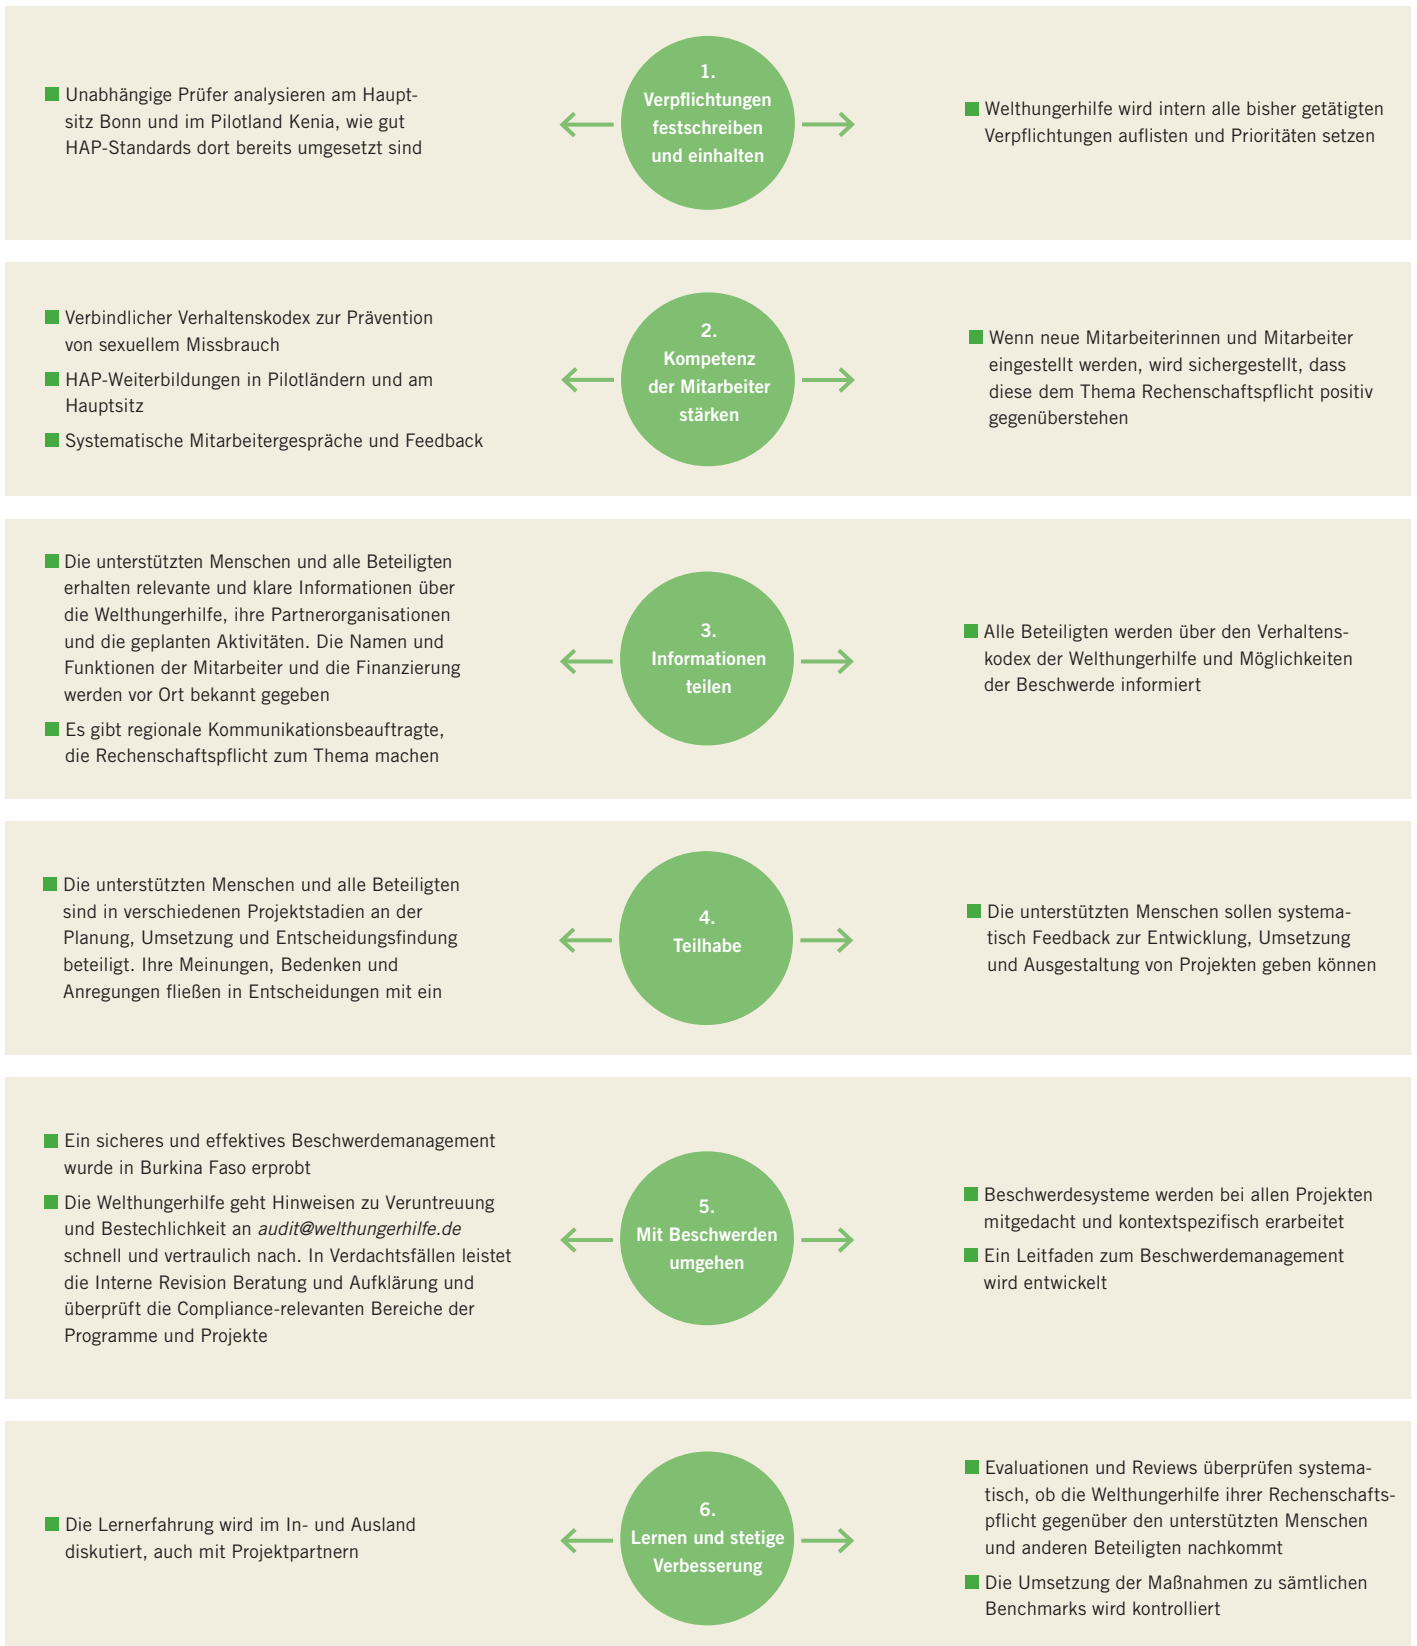 Unabhängige Prüfer analysieren am Haupt-
sitz Bonn und im Pilotland Kenia, wie gut
HAP-Standards dort bereits umgesetzt sind
1.
Verpflichtungen
festschreiben
und einhalten
Welthungerhilfe wird intern alle bisher getätigten
Verpflichtungen auflisten und Prioritäten setzen
Verbindlicher Verhaltenskodex zur Prävention
von sexuellem Missbrauch
HAP-Weiterbildungen in Pilotländern und am
Hauptsitz
Systematische Mitarbeitergespräche und Feedback
2.
Kompetenz
der Mitarbeiter
stärken
Wenn neue Mitarbeiterinnen und Mitarbeiter
eingestellt werden, wird sichergestellt, dass
diese dem Thema Rechenschaftspflicht positiv
gegenüberstehen
Die unterstützten Menschen und alle Beteiligten
erhalten relevante und klare Informationen über
die Welthungerhilfe, ihre Partnerorganisationen
und die geplanten Aktivitäten. Die Namen und
Funktionen der Mitarbeiter und die Finanzierung
werden vor Ort bekannt gegeben
Es gibt regionale Kommunikationsbeauftragte,
die Rechenschaftspflicht zum Thema machen
3.
Informationen
teilen
Alle Beteiligten werden über den Verhaltens-
kodex der Welthungerhilfe und Möglichkeiten
der Beschwerde informiert
Die unterstützten Menschen und alle Beteiligten
sind in verschiedenen Projektstadien an der
Planung, Umsetzung und Entscheidungsfindung
beteiligt. Ihre Meinungen, Bedenken und
Anregungen fließen in Entscheidungen mit ein
4.
Teilhabe
Die unterstützten Menschen sollen systema-
tisch Feedback zur Entwicklung, Umsetzung
und Ausgestaltung von Projekten geben können
Ein sicheres und effektives Beschwerdemanagement
wurde in Burkina Faso erprobt
Die Welthungerhilfe geht Hinweisen zu Veruntreuung
und Bestechlichkeit an audit@welthungerhilfe.de
schnell und vertraulich nach. In Verdachtsfällen leistet
die Interne Revision Beratung und Aufklärung und
überprüft die Compliance-relevanten Bereiche der
Programme und Projekte
5.
Mit Beschwerden
umgehen
Beschwerdesysteme werden bei allen Projekten
mitgedacht und kontextspezifisch erarbeitet
Ein Leitfaden zum Beschwerdemanagement
wird entwickelt
Die Lernerfahrung wird im In- und Ausland
diskutiert, auch mit Projektpartnern
6.
Lernen und stetige
Verbesserung
Evaluationen und Reviews überprüfen systema-
tisch, ob die Welthungerhilfe ihrer Rechenschafts-
pflicht gegenüber den unterstützten Menschen
und anderen Beteiligten nachkommt
Die Umsetzung der Maßnahmen zu sämtlichen
Benchmarks wird kontrolliert